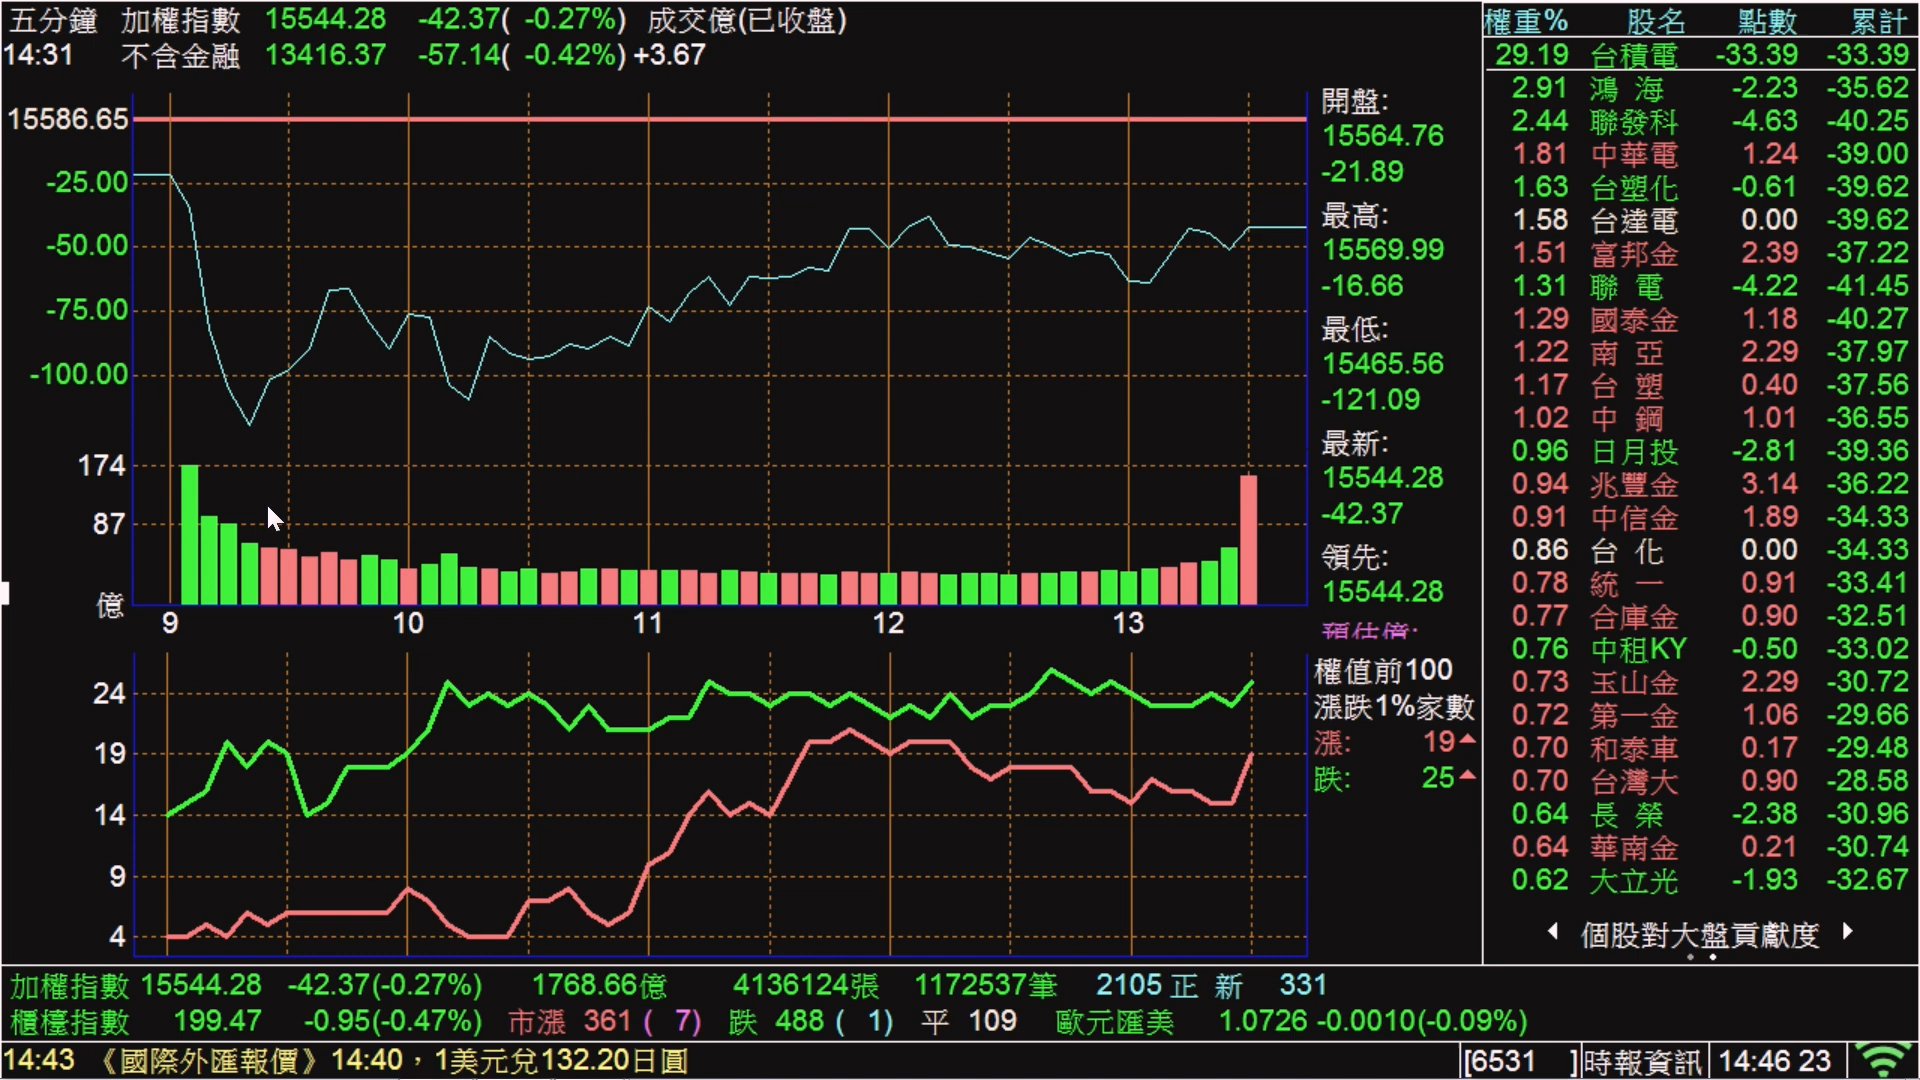 五分鐘 加權指數 15544.28 -42.37( -0.27%) 成交億(已收盤)
14:31 不含金融 13416.37 -57.14( -0.42%) +3.67
15586.65
-25.00
-50.00
-75.00
-100.00
174
87
億
9 10 11 12 13
開盤:
15564.76
-21.89
最高:
15569.99
-16.66
最低:
15465.56
-121.09
最新:
15544.28
-42.37
領先:
15544.28
預估億:
24
19
14
9
4
權值前100
漲跌1%家數
漲: 19
跌: 25
權重% 股名 點數 累計
29.19 台積電 -33.39 -33.39
2.91 鴻 海 -2.23 -35.62
2.44 聯發科 -4.63 -40.25
1.81 中華電 1.24 -39.00
1.63 台塑化 -0.61 -39.62
1.58 台達電 0.00 -39.62
1.51 富邦金 2.39 -37.22
1.31 聯 電 -4.22 -41.45
1.29 國泰金 1.18 -40.27
1.22 南 亞 2.29 -37.97
1.17 台 塑 0.40 -37.56
1.02 中 鋼 1.01 -36.55
0.96 日月投 -2.81 -39.36
0.94 兆豐金 3.14 -36.22
0.91 中信金 1.89 -34.33
0.86 台 化 0.00 -34.33
0.78 統 一 0.91 -33.41
0.77 合庫金 0.90 -32.51
0.76 中租KY -0.50 -33.02
0.73 玉山金 2.29 -30.72
0.72 第一金 1.06 -29.66
0.70 和泰車 0.17 -29.48
0.70 台灣大 0.90 -28.58
0.64 長 榮 -2.38 -30.96
0.64 華南金 0.21 -30.74
0.62 大立光 -1.93 -32.67
個股對大盤貢獻度
加權指數 15544.28 -42.37(-0.27%) 1768.66億 4136124張 1172537筆 2105 正 新 331
櫃檯指數 199.47 -0.95(-0.47%) 市漲 361 ( 7) 跌 488 ( 1) 平 109 歐元匯美 1.0726 -0.0010(-0.09%)
14:43 《國際外匯報價》14:40，1美元兌132.20日圓 [6531 ] 時報資訊 14:46 23